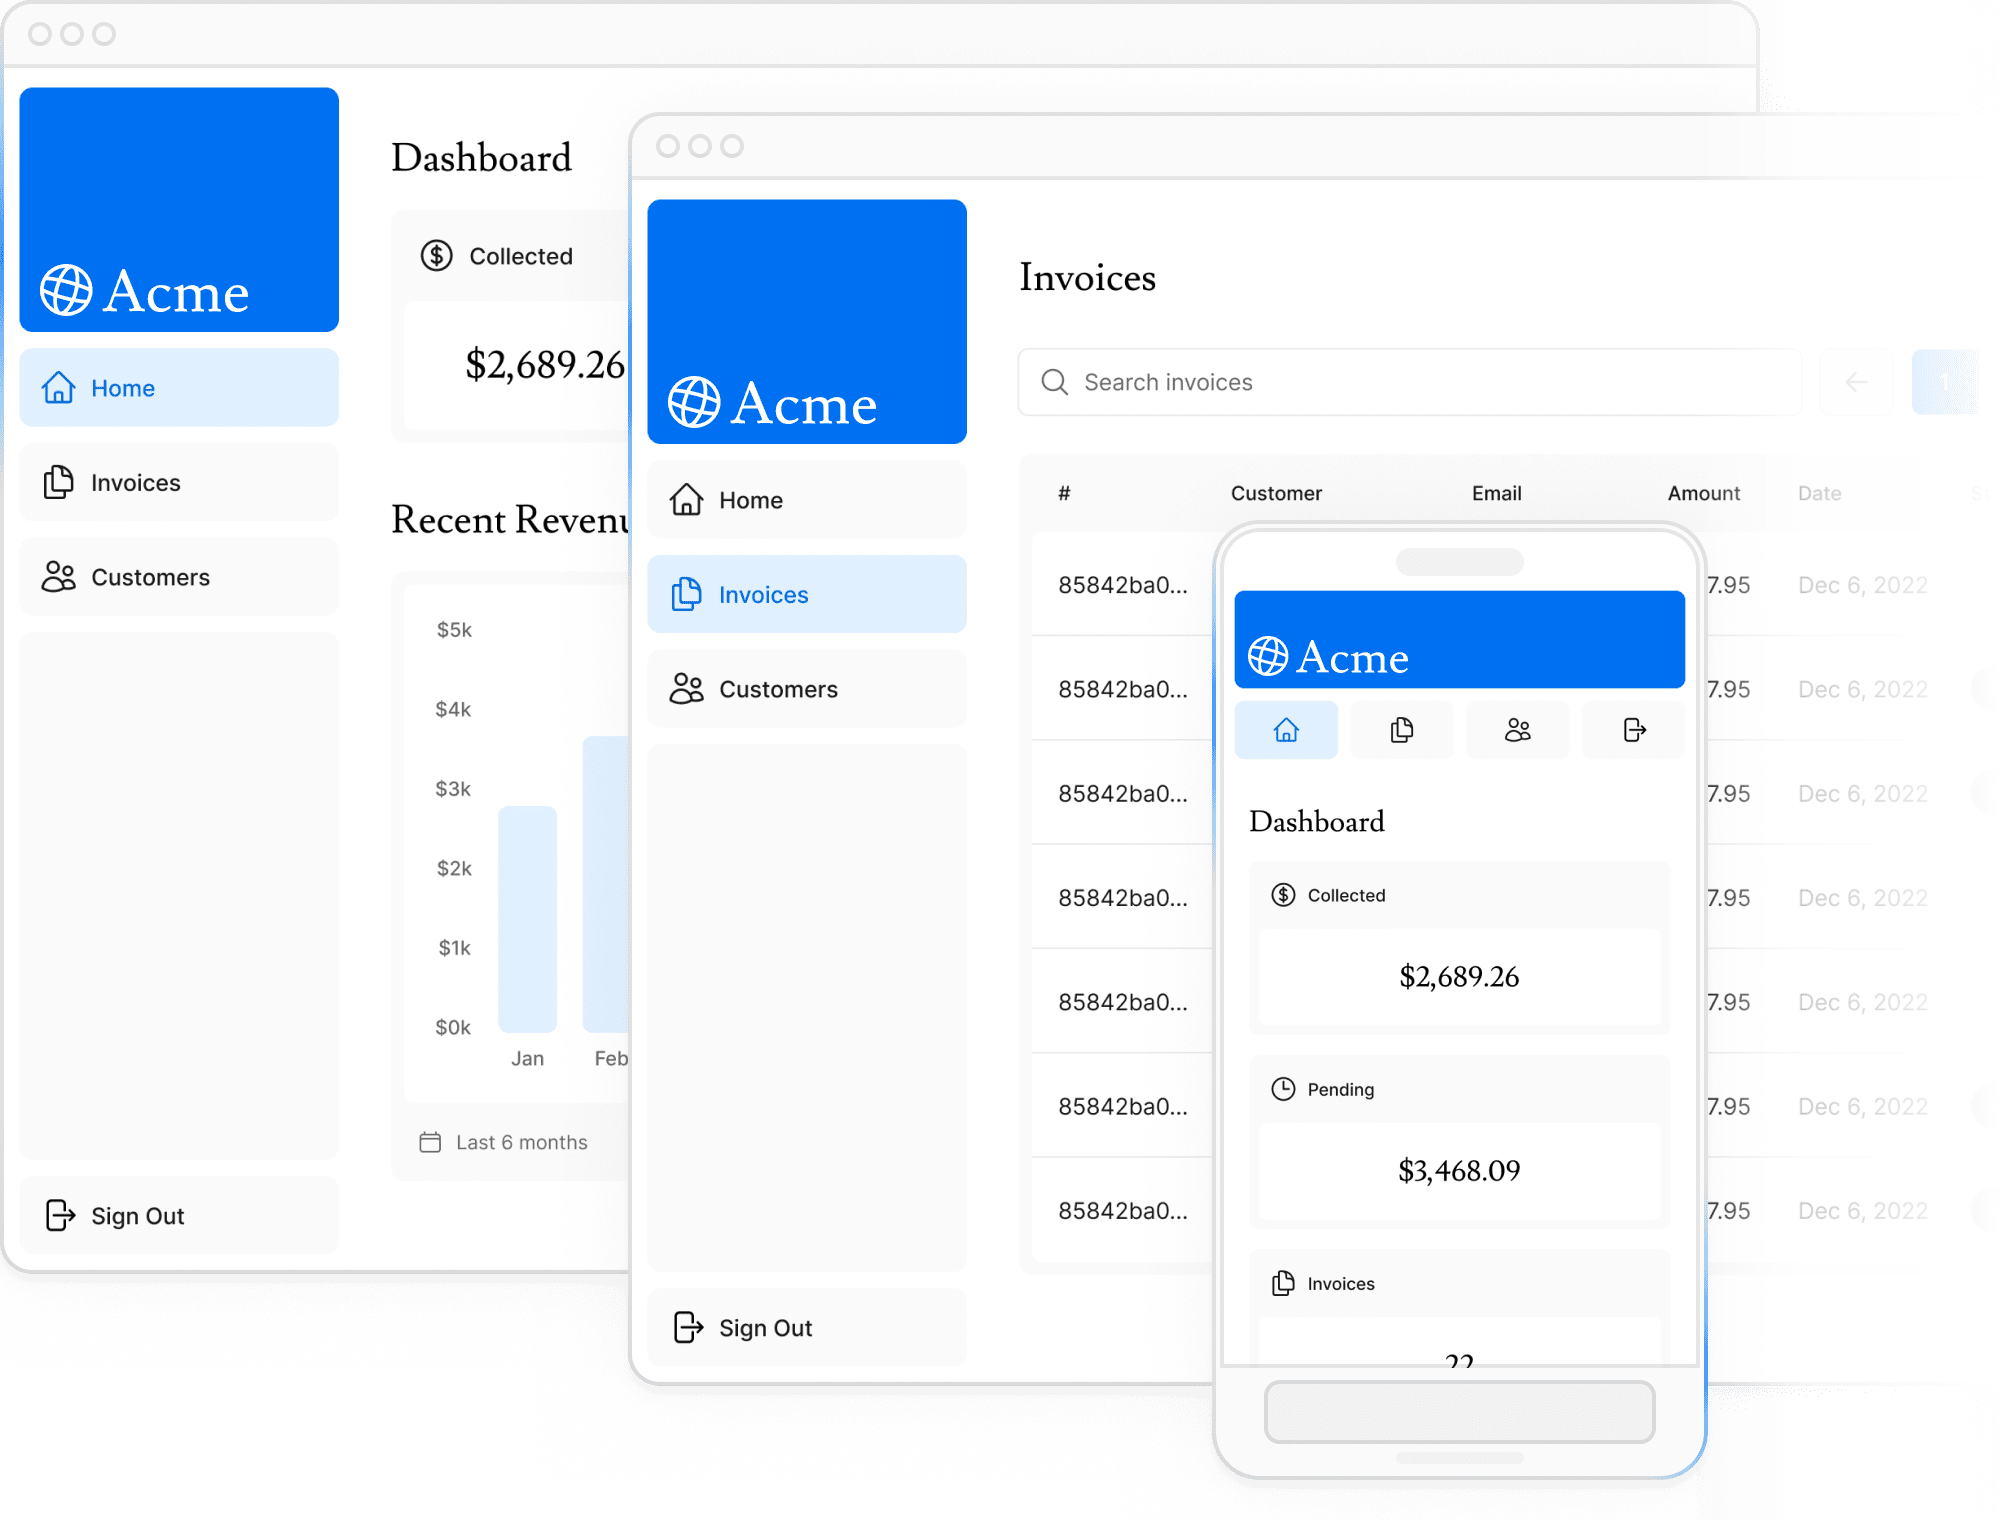 Acme
Home
Invoices
Customers
Sign Out
Dashboard
Collected
$2,689.26
Recent
$5k
$4k
$3k
$2k
$1k
$0k
Jan
Feb
Last 6 months
Acme
Home
Invoices
Customers
Sign Out
Invoices
Search invoices
1
# Customer Email Amount Date
85842ba0... 7.95 Dec 6, 2022
85842ba0... 7.95 Dec 6, 2022
85842ba0... 7.95 Dec 6, 2022
85842ba0... 7.95 Dec 6, 2022
85842ba0... 7.95 Dec 6, 2022
85842ba0... 7.95 Dec 6, 2022
85842ba0... 7.95 Dec 6, 2022
Acme
Dashboard
Collected
$2,689.26
Pending
$3,468.09
Invoices
22